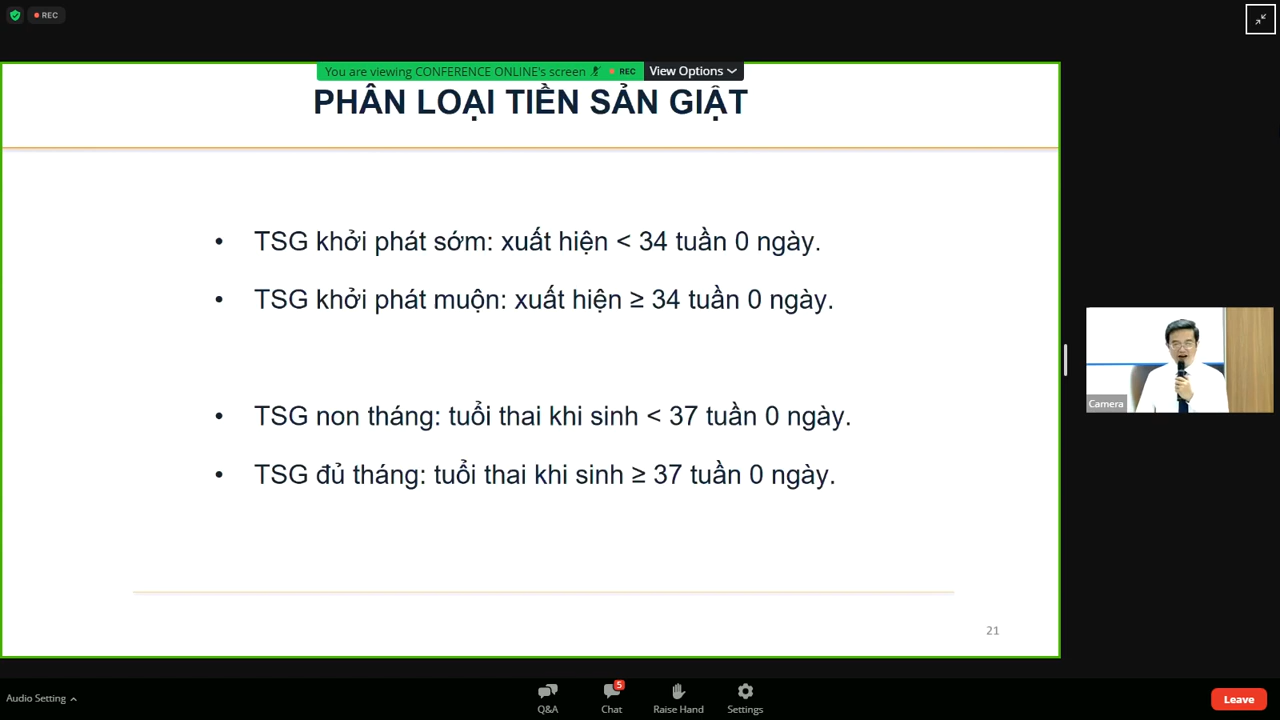 REC
You are viewing CONFERENCE ONLINE's screen REC View Options
PHÂN LOẠI TIỀN SẢN GIẬT
• TSG khởi phát sớm: xuất hiện < 34 tuần 0 ngày.
• TSG khởi phát muộn: xuất hiện ≥ 34 tuần 0 ngày.
• TSG non tháng: tuổi thai khi sinh < 37 tuần 0 ngày.
• TSG đủ tháng: tuổi thai khi sinh ≥ 37 tuần 0 ngày.
21
Camera
Audio Setting
Q&A
5
Chat
Raise Hand
Settings
Leave